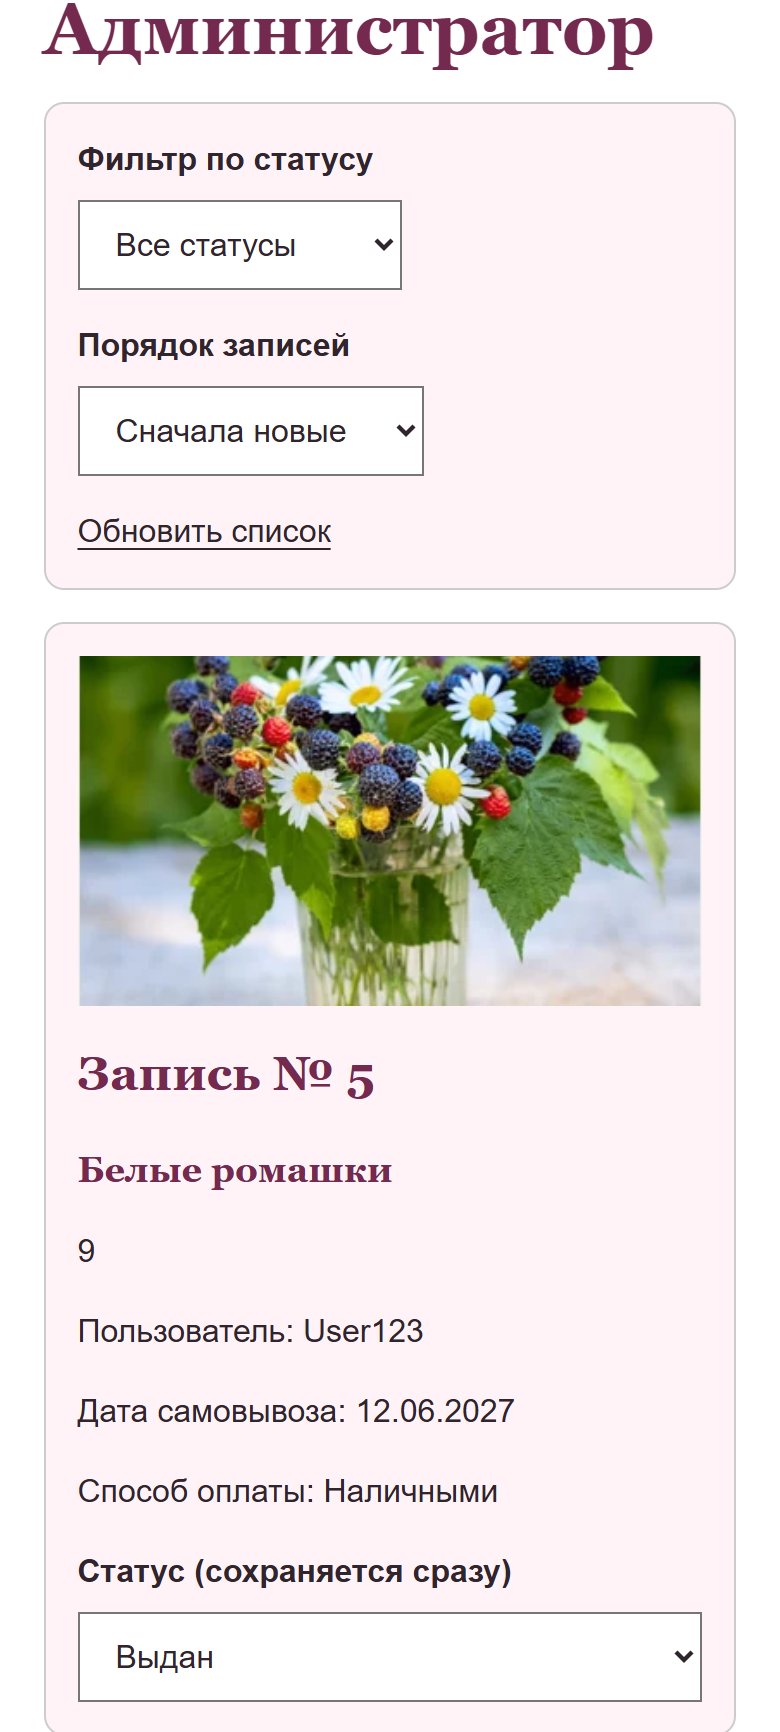 Администратор
Фильтр по статусу
Все статусы
Порядок записей
Сначала новые
Обновить список
Запись № 5
Белые ромашки
9
Пользователь: User123
Дата самовывоза: 12.06.2027
Способ оплаты: Наличными
Статус (сохраняется сразу)
Выдан